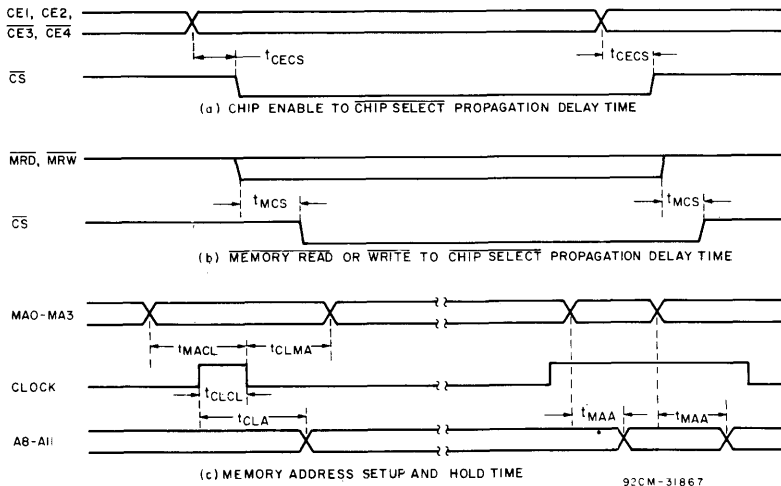 CE1, CE2,
CE3, CE4
tCECS
tCECS
CS
(a) CHIP ENABLE TO CHIP SELECT PROPAGATION DELAY TIME
MRD, MRW
tMCS
tMCS
CS
(b) MEMORY READ OR WRITE TO CHIP SELECT PROPAGATION DELAY TIME
MA0-MA3
tMACL
tCLMA
CLOCK
tCLCL
tCLA
tMAA
tMAA
A8-A11
(c) MEMORY ADDRESS SETUP AND HOLD TIME
92CM-31867